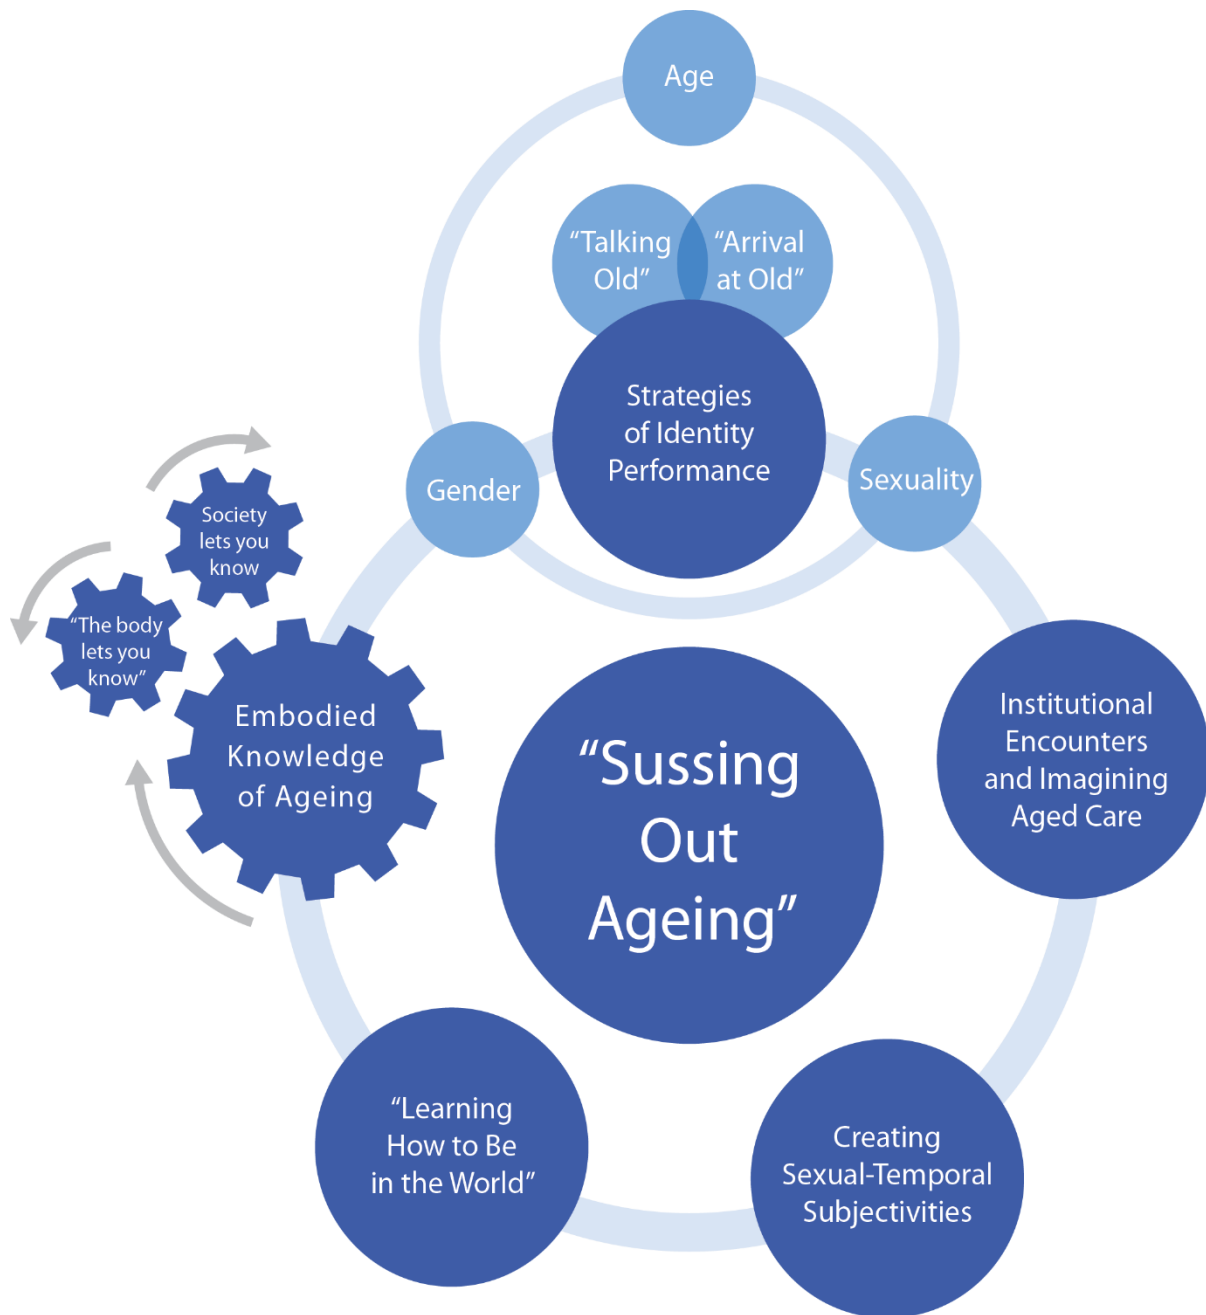 Age
“Talking
Old”
“Arrival
at Old”
Strategies
of Identity
Performance
Gender
Sexuality
Society
lets you
know
“The body
lets you
know”
Embodied
Knowledge
of Ageing
“Sussing
Out
Ageing”
Institutional
Encounters
and Imagining
Aged Care
“Learning
How to Be
in the World”
Creating
Sexual-Temporal
Subjectivities